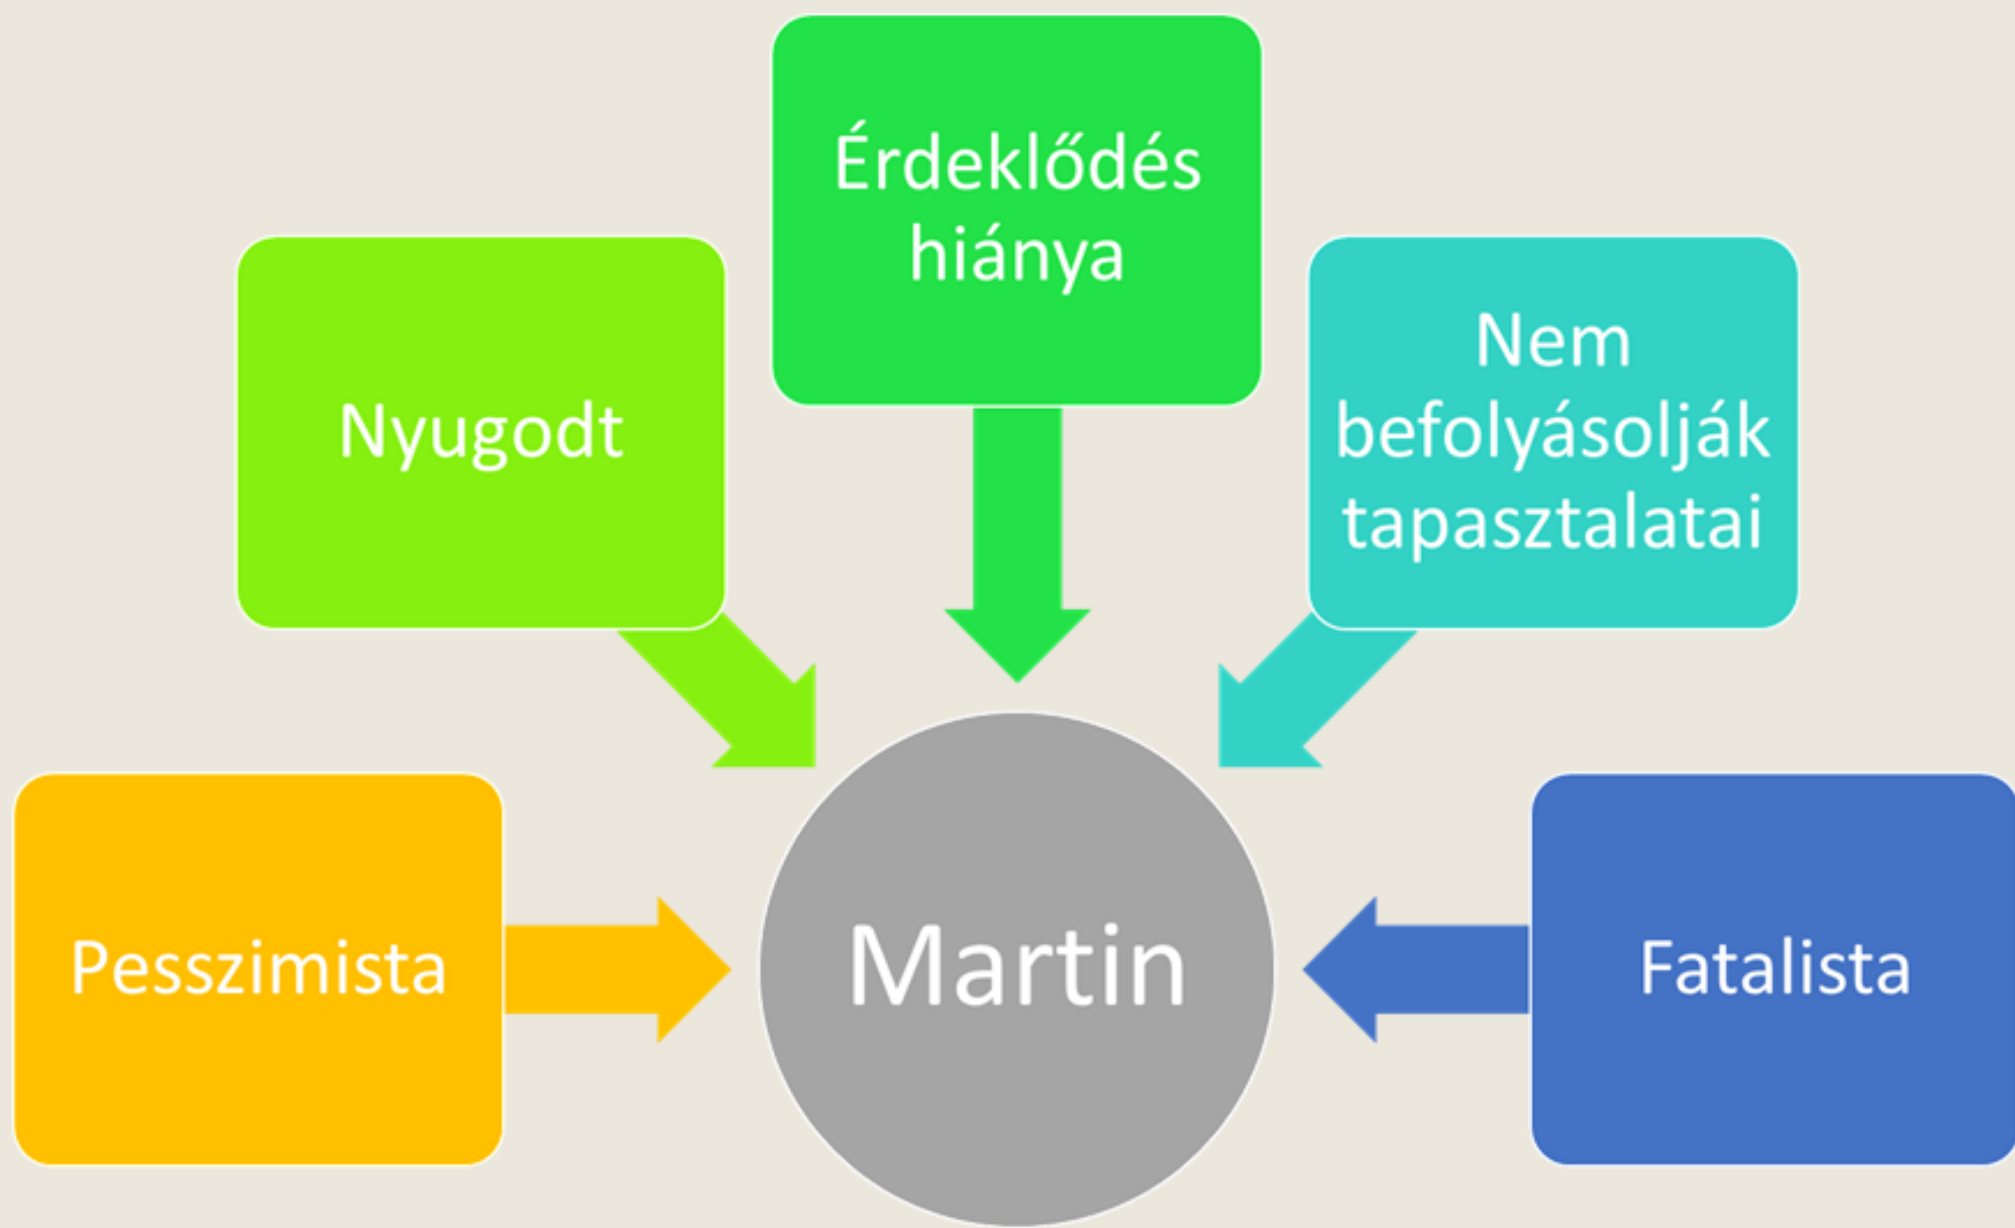 Érdeklődés
hiánya
Nyugodt
Nem
befolyásolják
tapasztalatai
Pesszimista
Martin
Fatalista